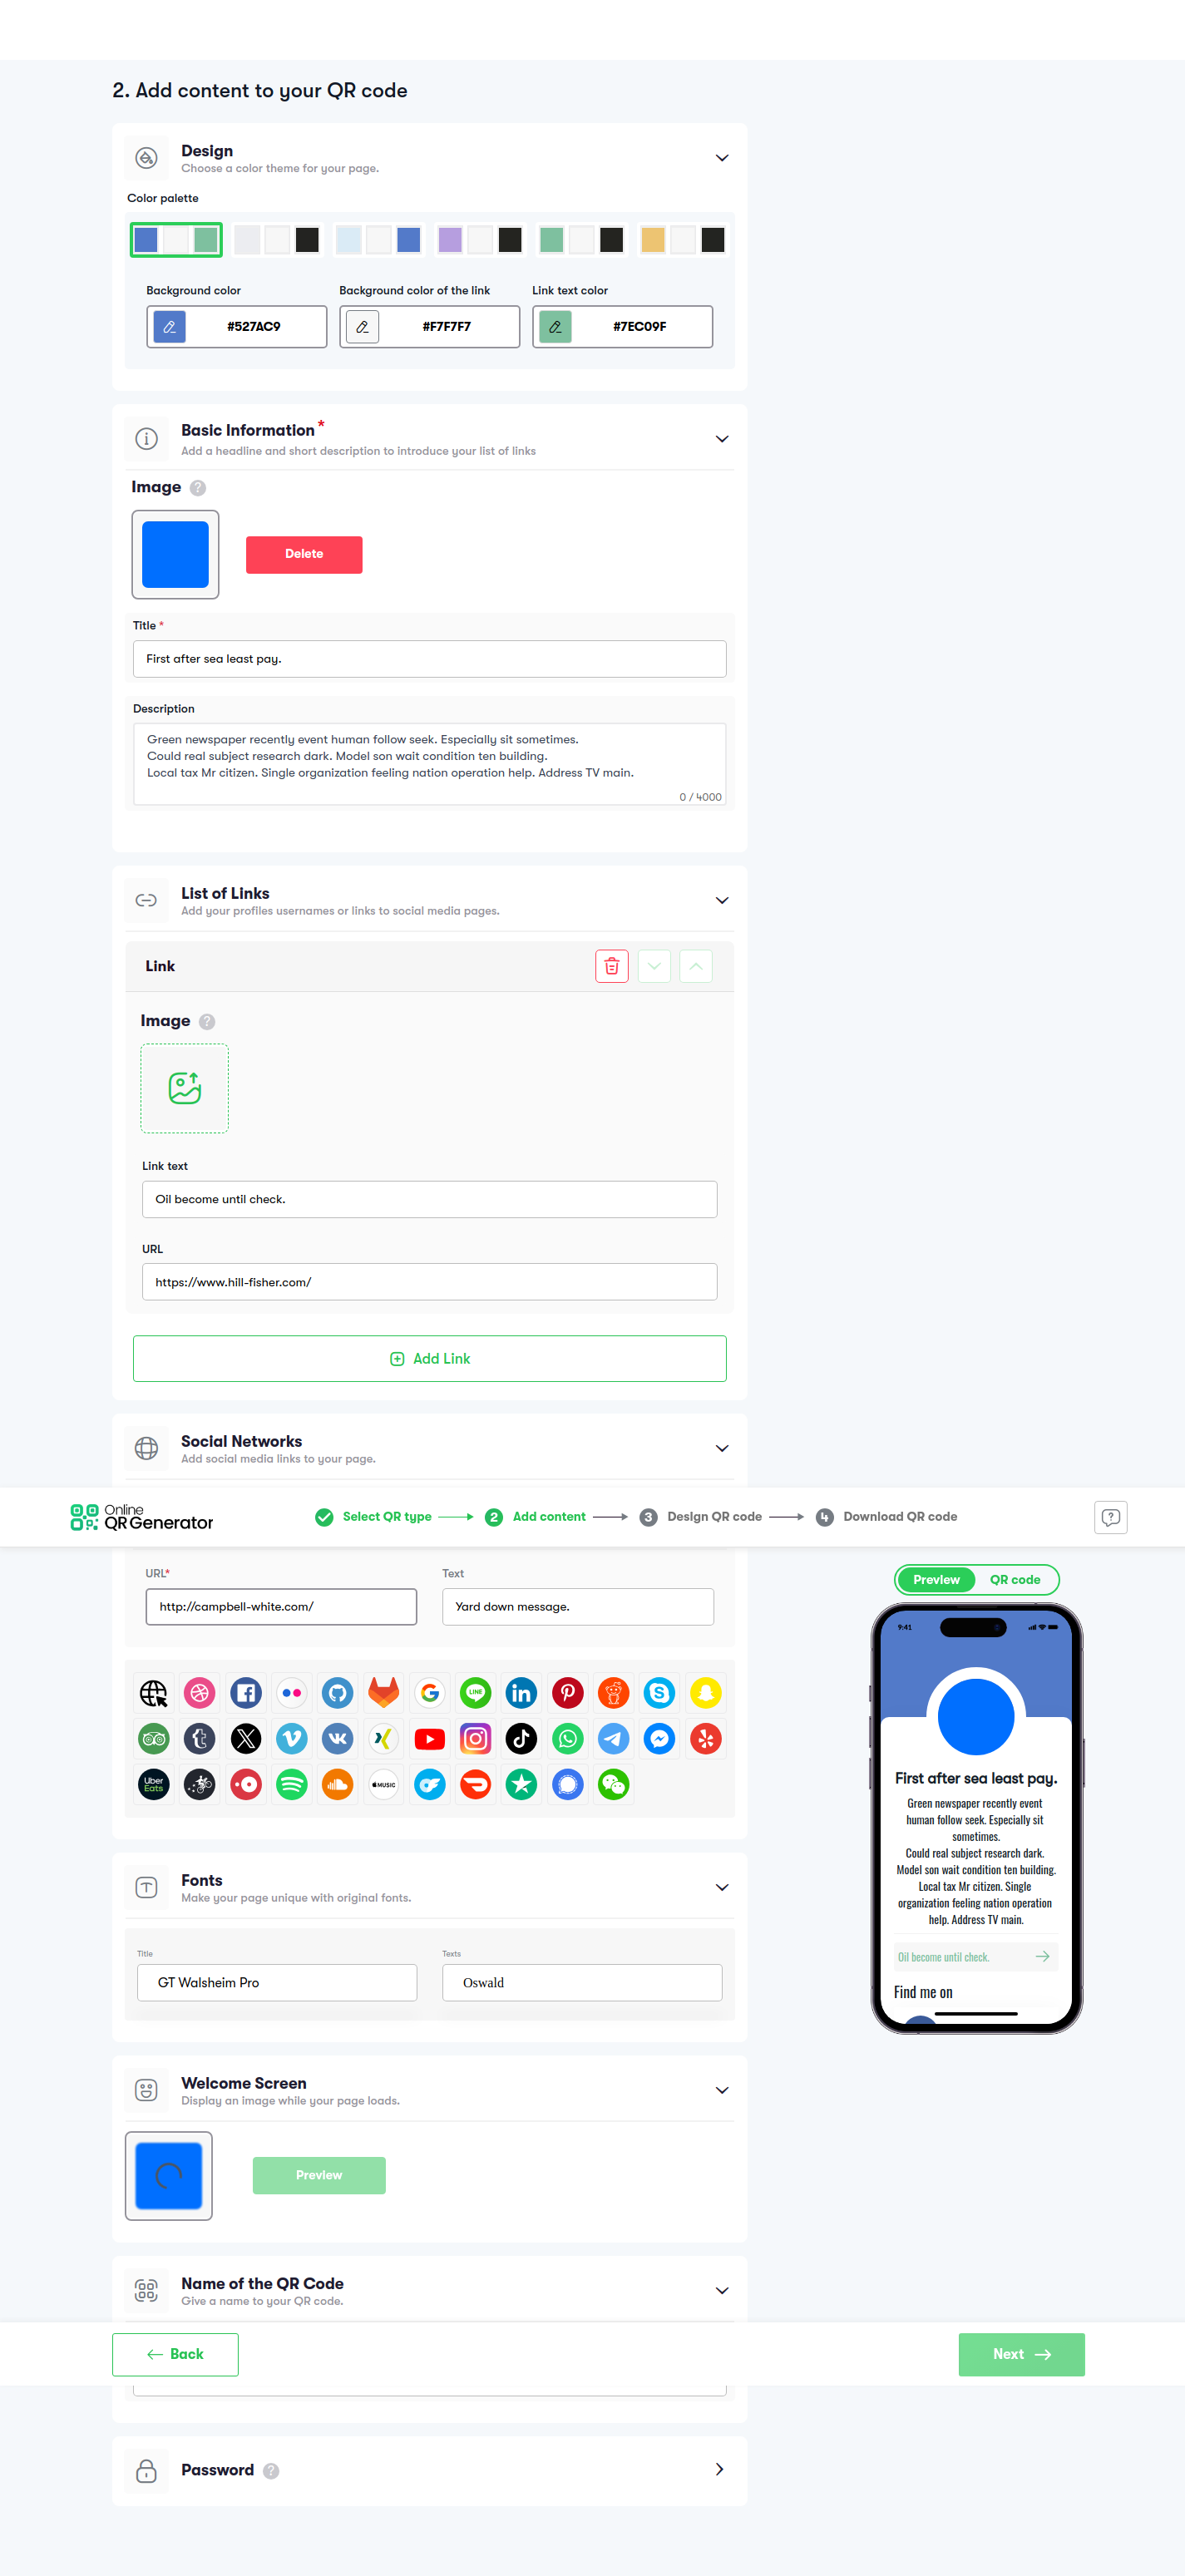 2. Add content to your QR code
Design
Choose a color theme for your page.
Color palette
Background color
Background color of the link
Link text color
#527AC9
#F7F7F7
#7EC09F
Basic Information *
Add a headline and short description to introduce your list of links
Image ?
Delete
Title *
First after sea least pay.
Description
Green newspaper recently event human follow seek. Especially sit sometimes.
Could real subject research dark. Model son wait condition ten building.
Local tax Mr citizen. Single organization feeling nation operation help. Address TV main.
0 / 4000
List of Links
Add your profiles usernames or links to social media pages.
Link
Image ?
Link text
Oil become until check.
URL
https://www.hill-fisher.com/
Add Link
Social Networks
Add social media links to your page.
Online
QR Generator
Select QR type
2 Add content
3 Design QR code
4 Download QR code
URL*
Text
http://campbell-white.com/
Yard down message.
LINE
Uber
Eats
MUSIC
Fonts
Make your page unique with original fonts.
Title
Texts
GT Walsheim Pro
Oswald
Welcome Screen
Display an image while your page loads.
Preview
Name of the QR Code
Give a name to your QR code.
Back
Next
Password ?
Preview
QR code
9:41
First after sea least pay.
Green newspaper recently event
human follow seek. Especially sit
sometimes.
Could real subject research dark.
Model son wait condition ten building.
Local tax Mr citizen. Single
organization feeling nation operation
help. Address TV main.
Oil become until check.
Find me on